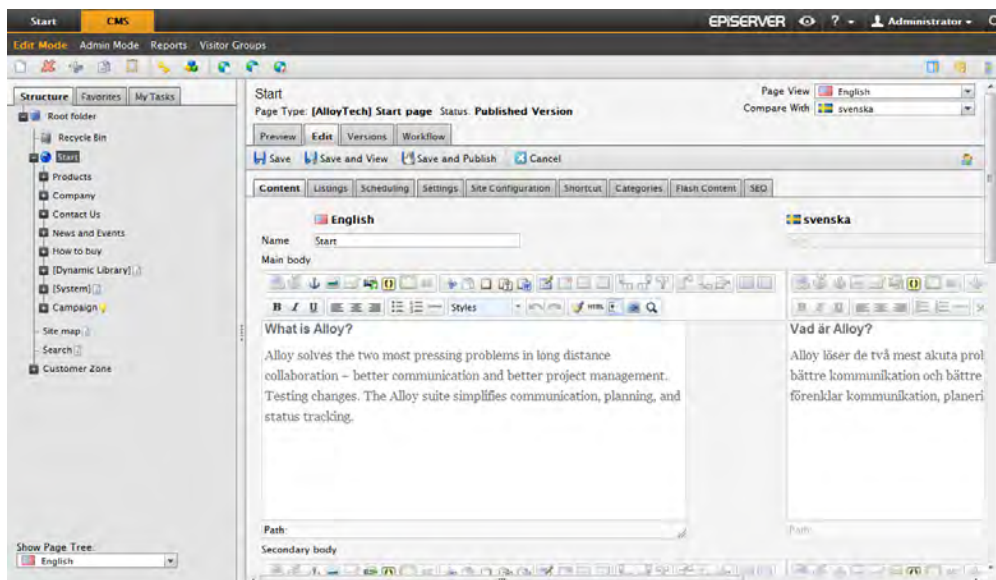 Start CMS EPISERVER ? Administrator
Edit Mode Admin Mode Reports Visitor Groups
Structure Favorites My Tasks
Root folder
Recycle Bin
Start
Products
Company
Contact Us
News and Events
How to buy
[Dynamic Library]
[System]
Campaign
Site map
Search
Customer Zone
Show Page Tree:
English
Start
Page View English
Page Type: [AlloyTech] Start page Status: Published Version
Compare With svenska
Preview Edit Versions Workflow
Save Save and View Save and Publish Cancel
Content Listings Scheduling Settings Site Configuration Shortcut Categories Flash Content SEO
English svenska
Name Start
Main body
B I U Styles HTML
What is Alloy?
Alloy solves the two most pressing problems in long distance
collaboration – better communication and better project management.
Testing changes. The Alloy suite simplifies communication, planning, and
status tracking.
Path:
Vad är Alloy?
Alloy löser de två mest akuta prol
bättre kommunikation och bättre
förenklar kommunikation, planeri
Path:
Secondary body